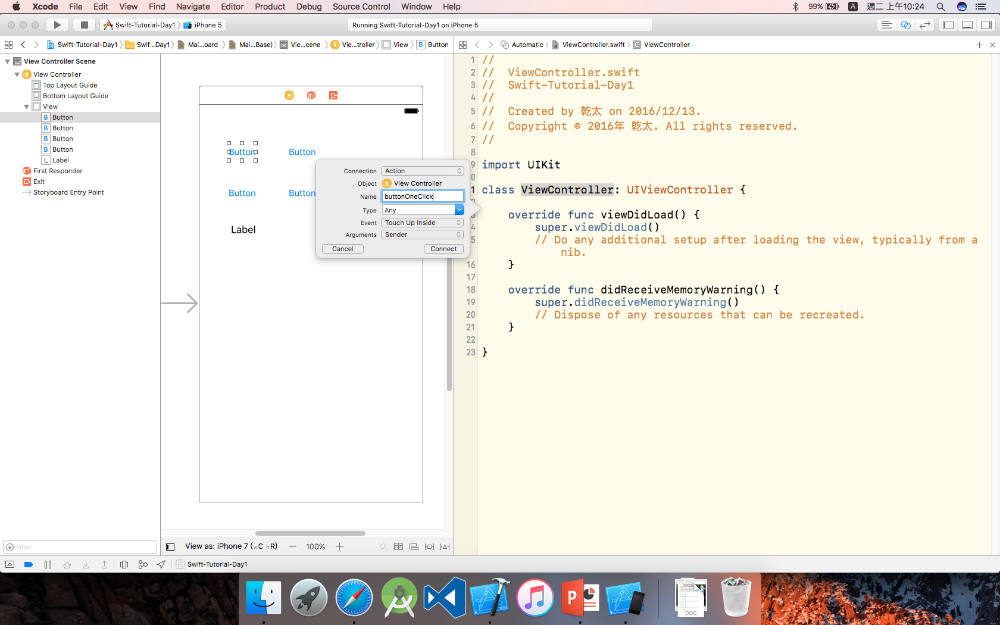 Xcode File Edit View Find Navigate Editor Product Debug Source Control Window Help 99% A 週二 上午10:24
Swift-Tutorial-Day1 iPhone 5 Running Swift-Tutorial-Day1 on iPhone 5
Swift-Tutorial-Day1 Swif...Day1 Mai...oard Mai...Base) Vie...cene Vie...troller View B Button
Automatic ViewController.swift C ViewController
View Controller Scene
View Controller
Top Layout Guide
Bottom Layout Guide
View
B Button
B Button
B Button
B Button
L Label
First Responder
Exit
Storyboard Entry Point
Filter
Button Button
Button Button
Label
Connection Action
Object View Controller
Name buttonOneClick
Type Any
Event Touch Up Inside
Arguments Sender
Cancel Connect
View as: iPhone 7 (wC hR) — 100% +
1 //
2 // ViewController.swift
3 // Swift-Tutorial-Day1
4 //
5 // Created by 乾太 on 2016/12/13.
6 // Copyright © 2016年 乾太. All rights reserved.
7 //
8
9 import UIKit
0
1 class ViewController: UIViewController {
override func viewDidLoad() {
4 super.viewDidLoad()
5 // Do any additional setup after loading the view, typically from a
nib.
16 }
17
18 override func didReceiveMemoryWarning() {
19 super.didReceiveMemoryWarning()
20 // Dispose of any resources that can be recreated.
21 }
22
23 }
Swift-Tutorial-Day1
P
DOC